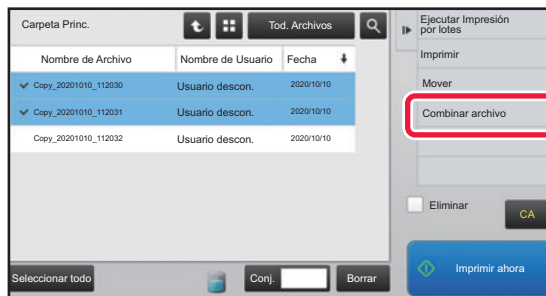 Carpeta Princ.
Tod. Archivos
Nombre de Archivo Nombre de Usuario Fecha
Copy_20201010_112030 Usuario descon. 2020/10/10
Copy_20201010_112031 Usuario descon. 2020/10/10
Copy_20201010_112032 Usuario descon. 2020/10/10
Seleccionar todo
Conj.
Borrar
Ejecutar Impresión
por lotes
Imprimir
Mover
Combinar archivo
Eliminar
CA
Imprimir ahora